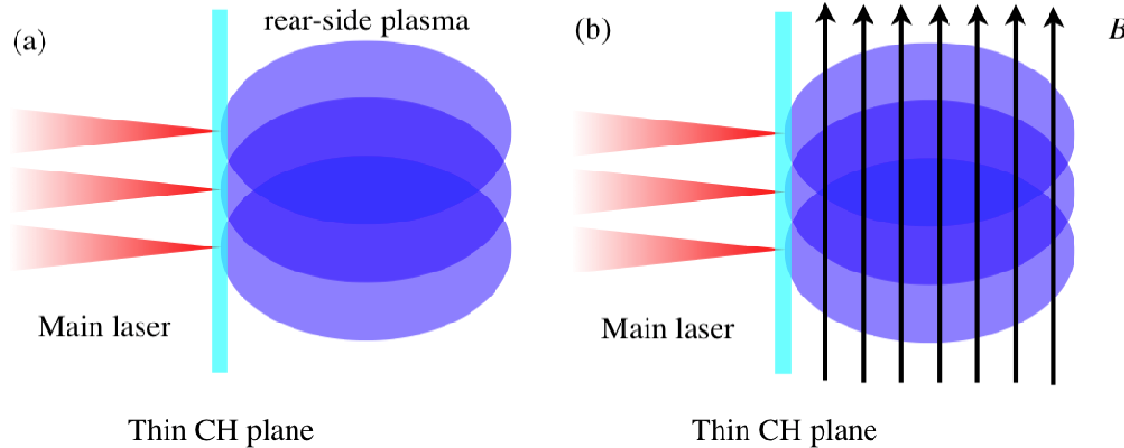 (a)
rear-side plasma
Main laser
Thin CH plane
(b)
B
Main laser
Thin CH plane